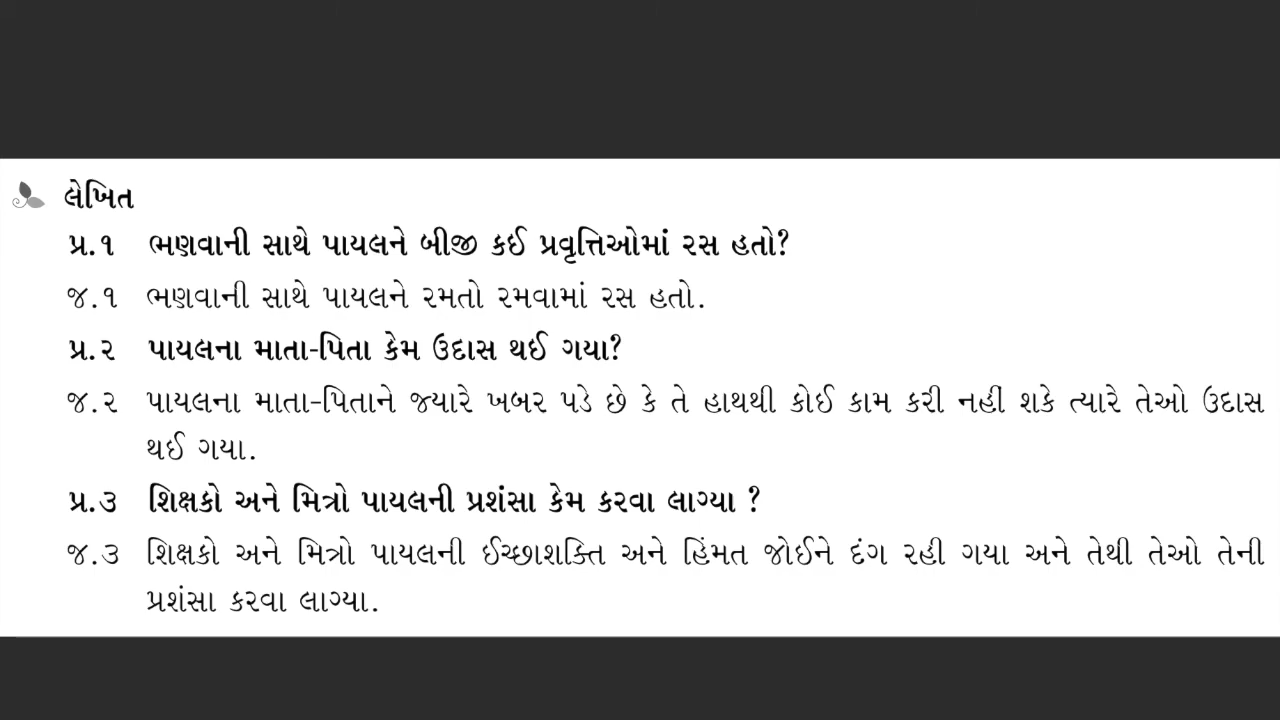 લેખિત
પ્ર.૧ ભણવાની સાથે પાયલને બીજી કઈ પ્રવૃત્તિઓમાં રસ હતો?
જ.૧ ભણવાની સાથે પાયલને રમતો રમવામાં રસ હતો.
પ્ર.૨ પાયલના માતા-પિતા કેમ ઉદાસ થઈ ગયા?
જ.૨ પાયલના માતા-પિતાને જ્યારે ખબર પડે છે કે તે હાથથી કોઈ કામ કરી નહીં શકે ત્યારે તેઓ ઉદાસ
થઈ ગયા.
પ્ર.૩ શિક્ષકો અને મિત્રો પાયલની પ્રશંસા કેમ કરવા લાગ્યા ?
જ.૩ શિક્ષકો અને મિત્રો પાયલની ઈચ્છાશક્તિ અને હિંમત જોઈને દંગ રહી ગયા અને તેથી તેઓ તેની
પ્રશંસા કરવા લાગ્યા.